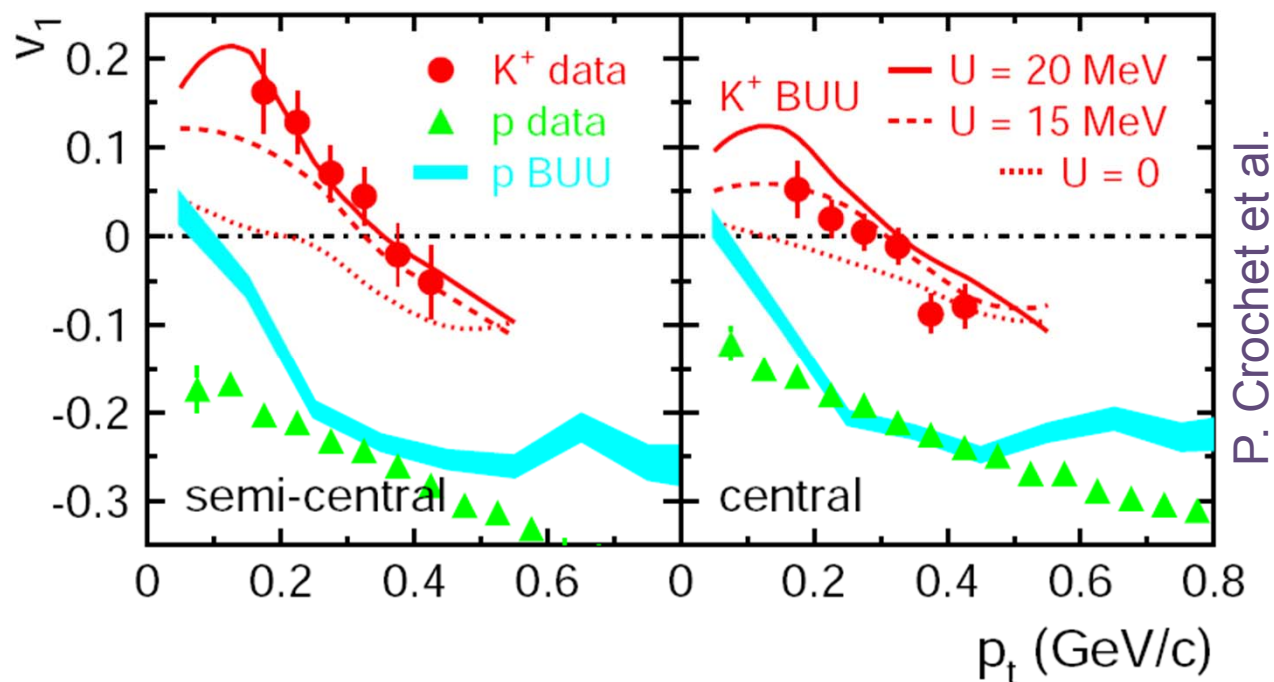 v₁
0.2
0.1
0
-0.1
-0.2
-0.3
K⁺ data
p data
p BUU
semi-central
K⁺ BUU
U = 20 MeV
U = 15 MeV
U = 0
central
0 0.2 0.4 0.6 0 0.2 0.4 0.6 0.8
pₜ (GeV/c)
P. Crochet et al.